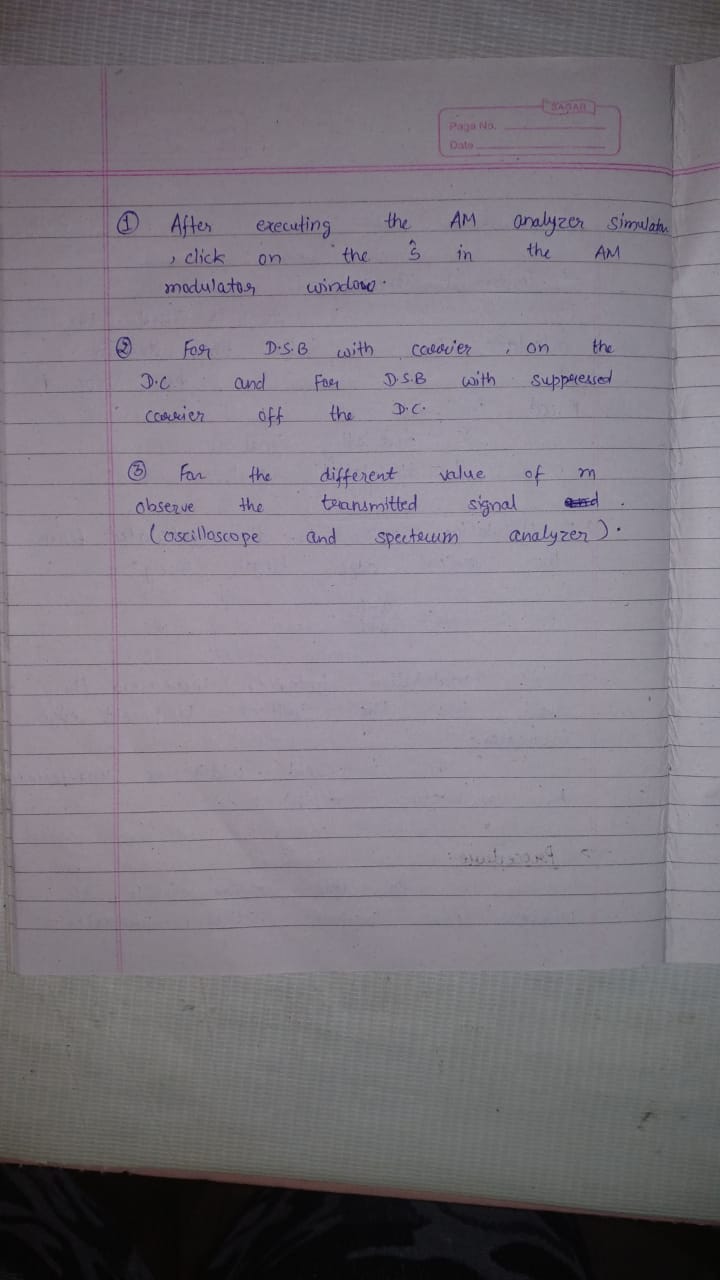 SAGAR
Page No.
Date
① After executing the AM analyzer simulator
, click on the ŝ in the AM
modulator window.
② For D.S.B with carrier, on the
D.C and For D.S.B with suppressed
carrier off the D.C.
③ For the different value of m
observe the transmitted signal and .
(oscilloscope and spectrum analyzer).
> Procedure: